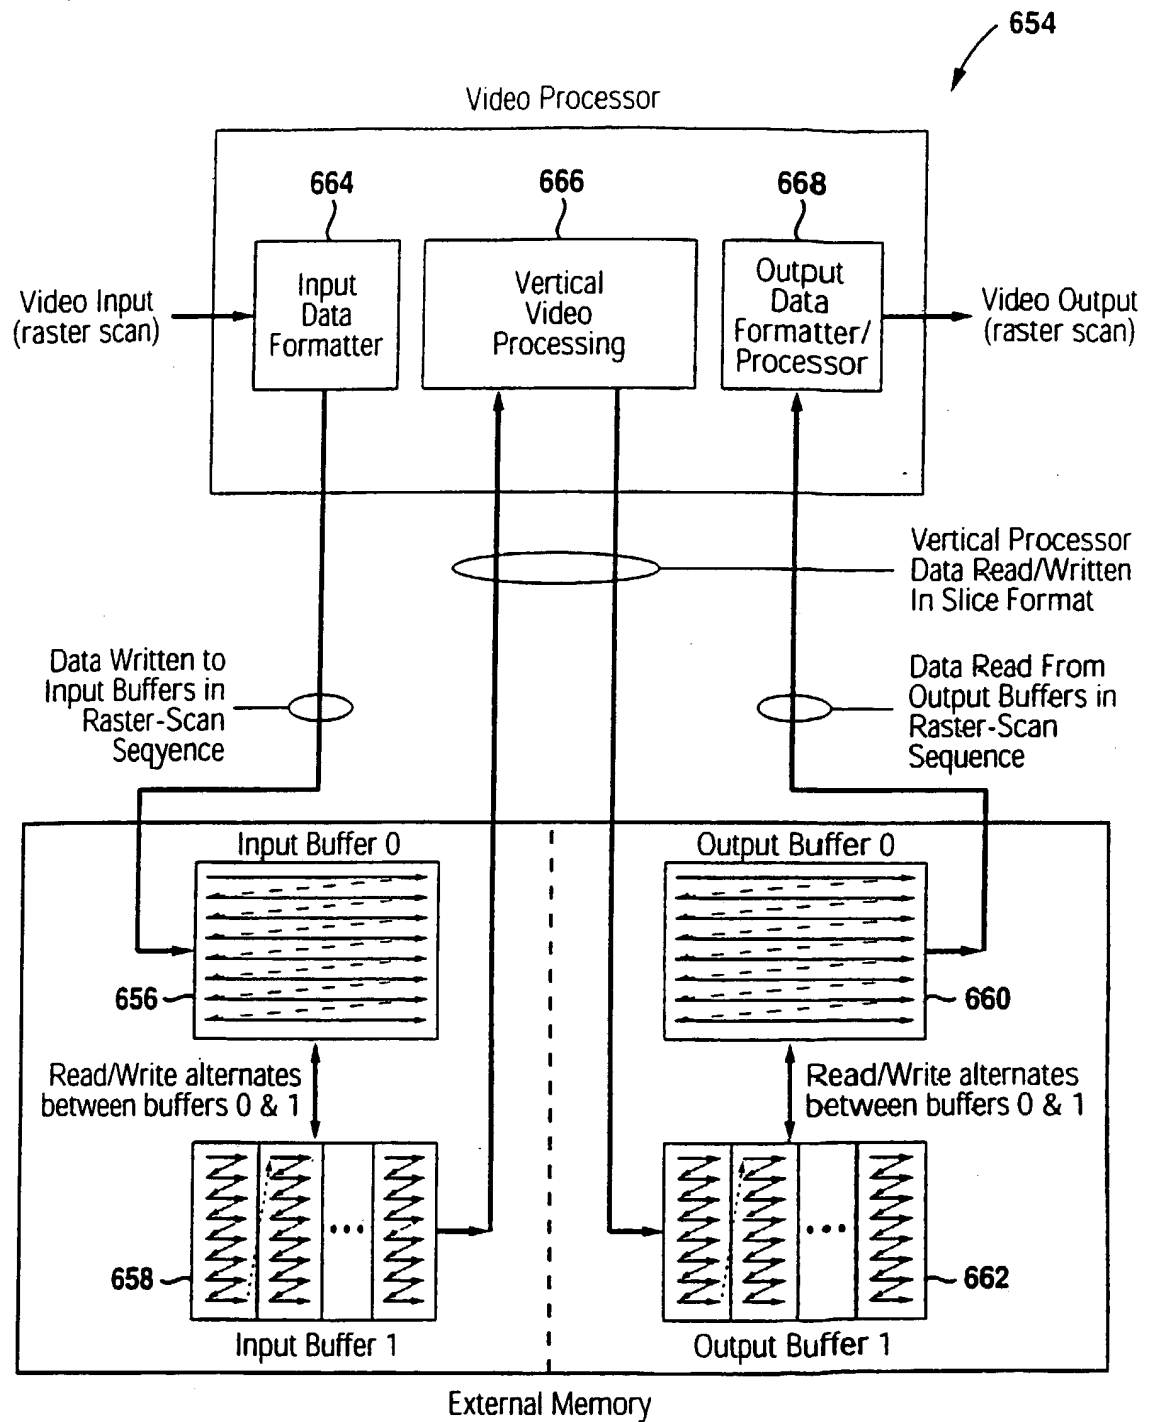 654
Video Processor
664
666
668
Input
Data
Formatter
Vertical
Video
Processing
Output
Data
Formatter/
Processor
Video Input
(raster scan)
Video Output
(raster scan)
Vertical Processor
Data Read/Written
In Slice Format
Data Written to
Input Buffers in
Raster-Scan
Seqyence
Data Read From
Output Buffers in
Raster-Scan
Sequence
Input Buffer 0
Output Buffer 0
656
660
Read/Write alternates
between buffers 0 & 1
Read/Write alternates
between buffers 0 & 1
658
662
Input Buffer 1
Output Buffer 1
External Memory